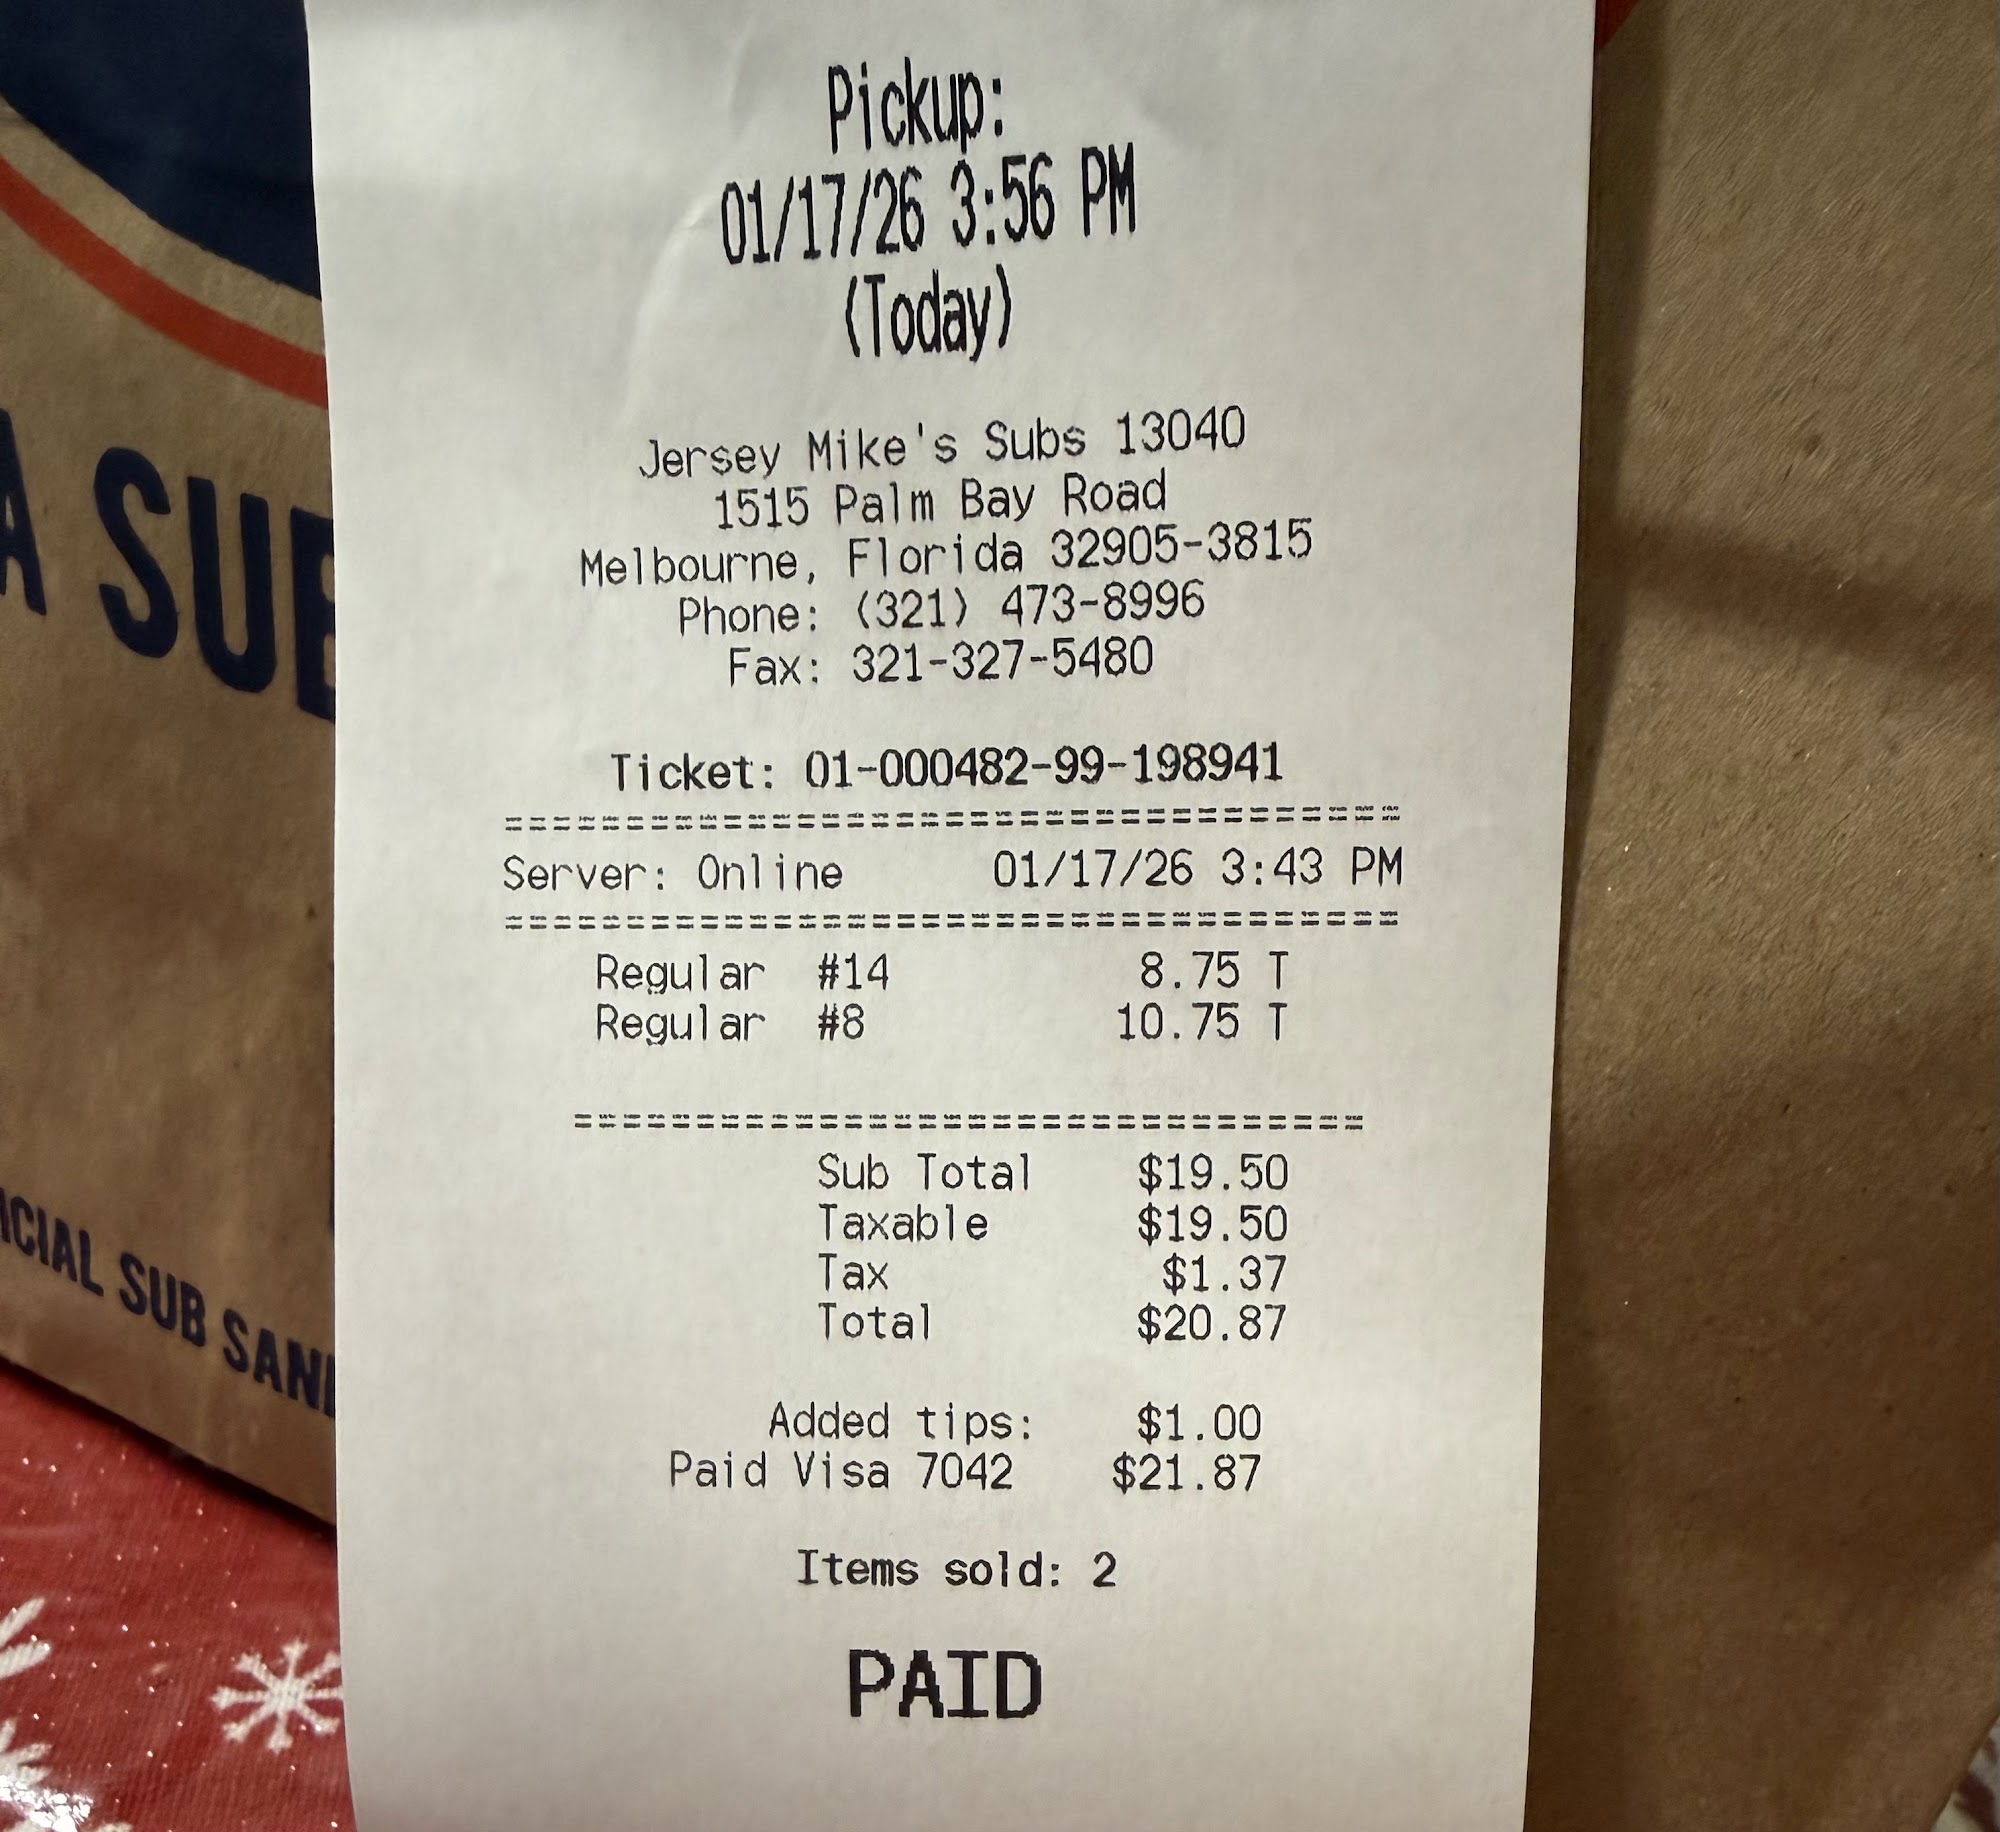 Pickup:
01/17/26 3:56 PM
(Today)
Jersey Mike's Subs 13040
1515 Palm Bay Road
Melbourne, Florida 32905-3815
Phone: (321) 473-8996
Fax: 321-327-5480
Ticket: 01-000482-99-198941
===================================
Server: Online 01/17/26 3:43 PM
===================================
Regular #14 8.75 T
Regular #8 10.75 T
================================
Sub Total $19.50
Taxable $19.50
Tax $1.37
Total $20.87
Added tips: $1.00
Paid Visa 7042 $21.87
Items sold: 2
PAID
A SUB
ICIAL SUB SAN